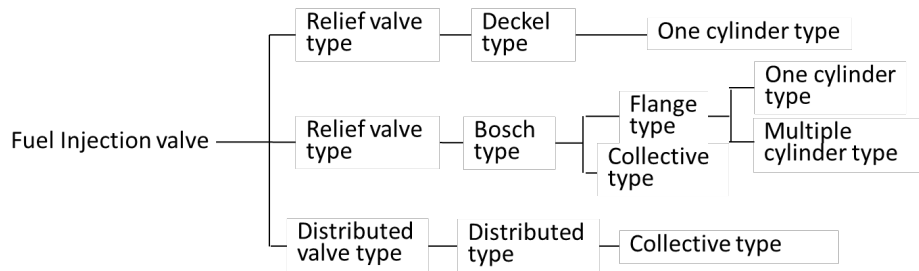 Relief valve
type
Deckel
type
One cylinder type
Fuel Injection valve
Relief valve
type
Bosch
type
Flange
type
Collective
type
One cylinder
type
Multiple
cylinder type
Distributed
valve type
Distributed
type
Collective type